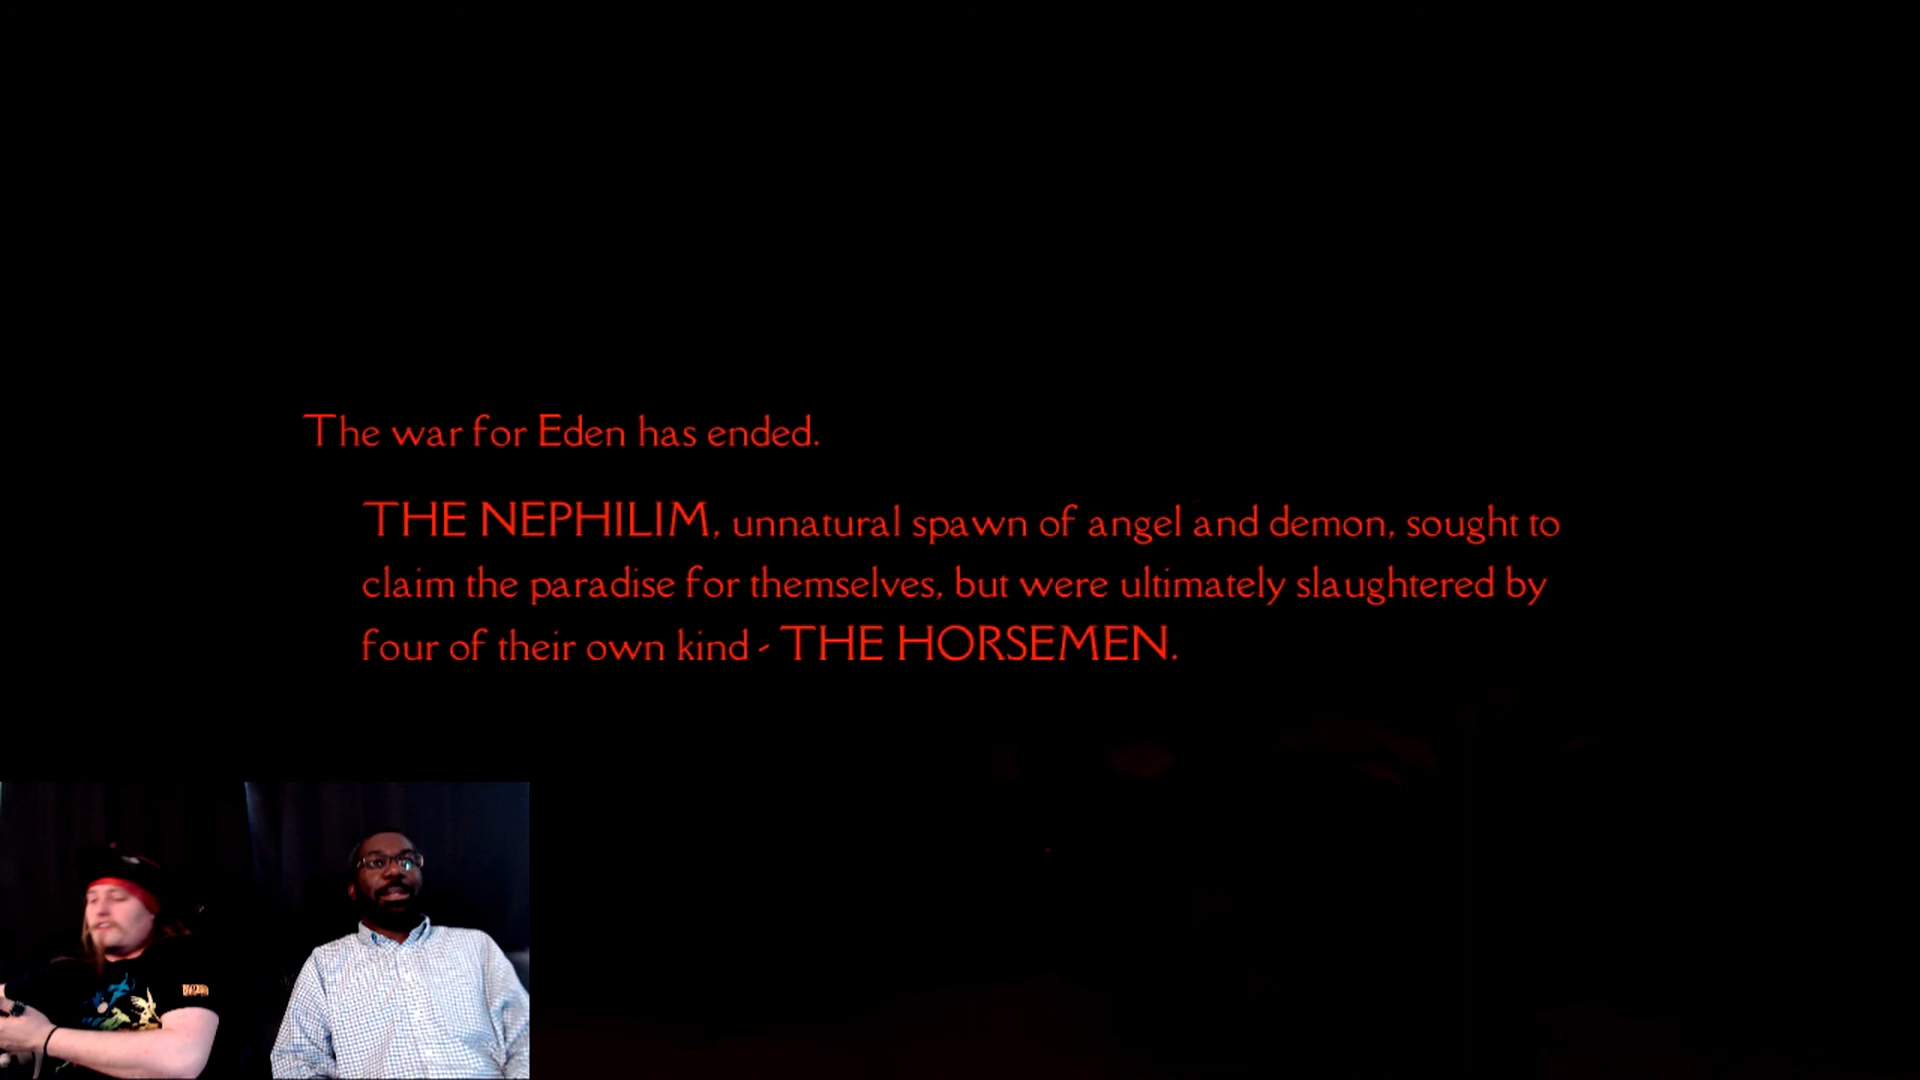 The war for Eden has ended.
THE NEPHILIM, unnatural spawn of angel and demon, sought to
claim the paradise for themselves, but were ultimately slaughtered by
four of their own kind - THE HORSEMEN.